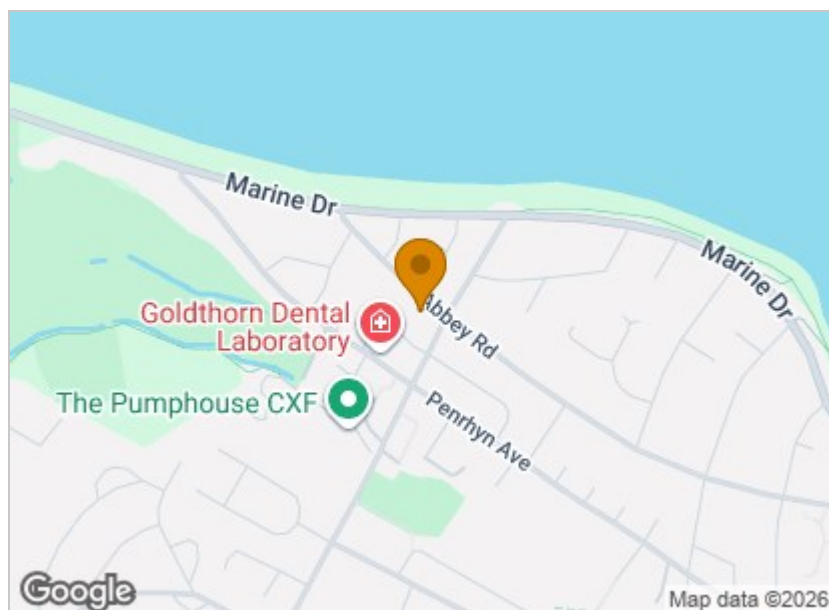 Marine Dr
Marine Dr
Abbey Rd
Goldthorn Dental
Laboratory
The Pumphouse CXF
Penrhyn Ave
Google
Map data ©2026